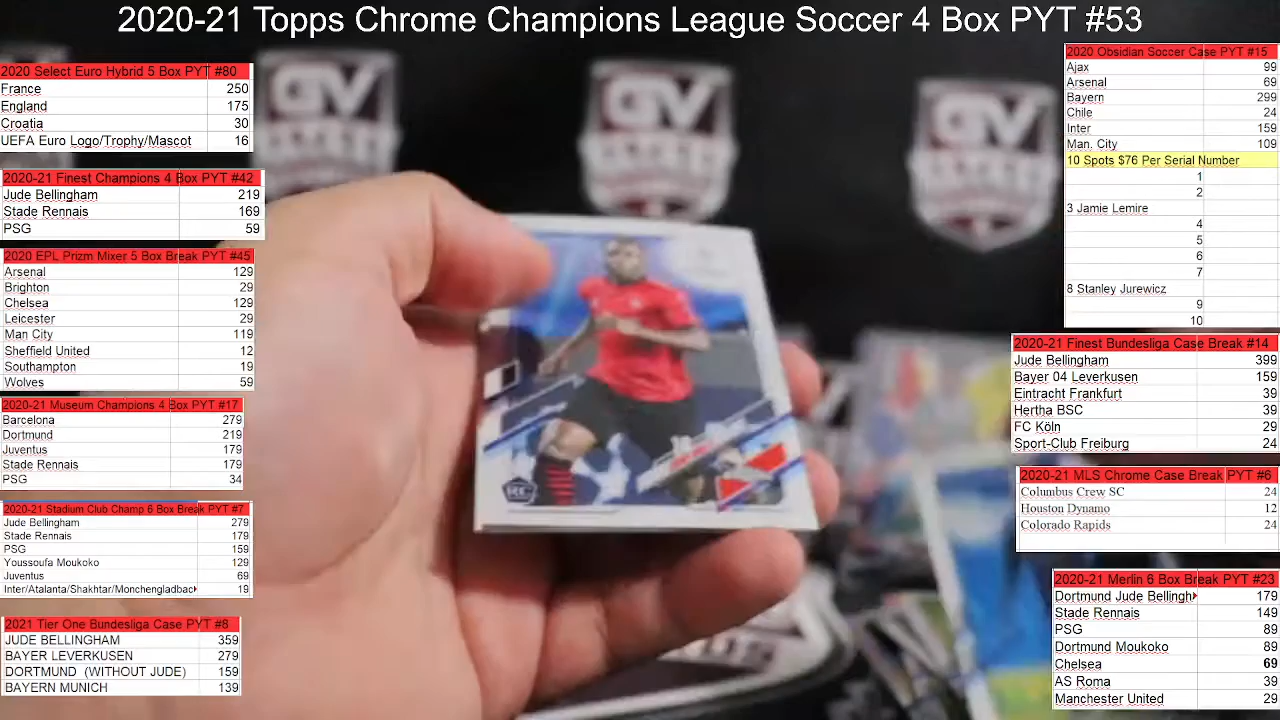 2020-21 Topps Chrome Champions League Soccer 4 Box PYT #53
2020 Select Euro Hybrid 5 Box PYT #80
France 250
England 175
Croatia 30
UEFA Euro Logo/Trophy/Mascot 16
2020-21 Finest Champions 4 Box PYT #42
Jude Bellingham 219
Stade Rennais 169
PSG 59
2020 EPL Prizm Mixer 5 Box Break PYT #45
Arsenal 129
Brighton 29
Chelsea 129
Leicester 29
Man City 119
Sheffield United 12
Southampton 19
Wolves 59
2020-21 Museum Champions 4 Box PYT #17
Barcelona 279
Dortmund 219
Juventus 179
Stade Rennais 179
PSG 34
2020-21 Stadium Club Champ 6 Box Break PYT #7
Jude Bellingham 279
Stade Rennais 179
PSG 159
Youssoufa Moukoko 129
Juventus 69
Inter/Atalanta/Shakhtar/Monchengladbac 19
2021 Tier One Bundesliga Case PYT #8
JUDE BELLINGHAM 359
BAYER LEVERKUSEN 279
DORTMUND (WITHOUT JUDE) 159
BAYERN MUNICH 139
2020 Obsidian Soccer Case PYT #15
Ajax 99
Arsenal 69
Bayern 299
Chile 24
Inter 159
Man. City 109
10 Spots $76 Per Serial Number
1
2
3 Jamie Lemire
4
5
6
7
8 Stanley Jurewicz
9
10
2020-21 Finest Bundesliga Case Break #14
Jude Bellingham 399
Bayer 04 Leverkusen 159
Eintracht Frankfurt 39
Hertha BSC 39
FC Köln 29
Sport-Club Freiburg 24
2020-21 MLS Chrome Case Break PYT #6
Columbus Crew SC 24
Houston Dynamo 12
Colorado Rapids 24
2020-21 Merlin 6 Box Break PYT #23
Dortmund Jude Bellingh 179
Stade Rennais 149
PSG 89
Dortmund Moukoko 89
Chelsea 69
AS Roma 39
Manchester United 29
GV
GV
GV
RC